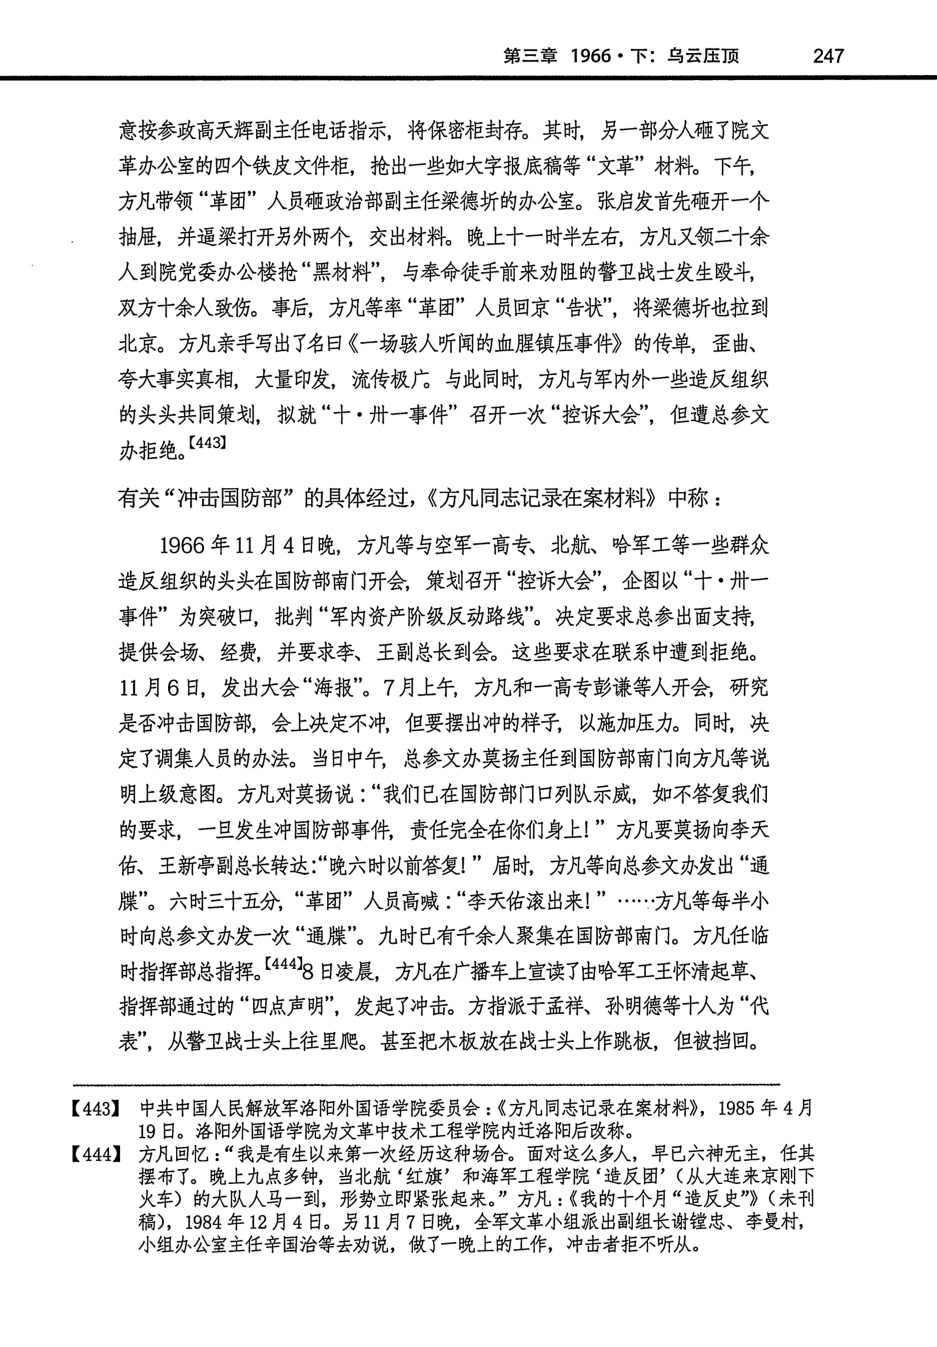 第三章 1966·下：乌云压顶 247
意按参政高天辉副主任电话指示，将保密柜封存。其时，另一部分人砸了院文
革办公室的四个铁皮文件柜，抢出一些如大字报底稿等“文革”材料。下午，
方凡带领“革团”人员砸政治部副主任梁德圻的办公室。张启发首先砸开一个
抽屉，并逼梁打开另外两个，交出材料。晚上十一时半左右，方凡又领二十余
人到院党委办公楼抢“黑材料”，与奉命徒手前来劝阻的警卫战士发生殴斗，
双方十余人致伤。事后，方凡等率“革团”人员回京“告状”，将梁德圻也拉到
北京。方凡亲手写出了名曰《一场骇人听闻的血腥镇压事件》的传单，歪曲、
夸大事实真相，大量印发，流传极广。与此同时，方凡与军内外一些造反组织
的头头共同策划，拟就“十·卅一事件”召开一次“控诉大会”，但遭总参文
办拒绝。【443】
有关“冲击国防部”的具体经过，《方凡同志记录在案材料》中称：
1966年11月4日晚，方凡等与空军一高专、北航、哈军工等一些群众
造反组织的头头在国防部南门开会，策划召开“控诉大会”，企图以“十·卅一
事件”为突破口，批判“军内资产阶级反动路线”。决定要求总参出面支持，
提供会场、经费，并要求李、王副总长到会。这些要求在联系中遭到拒绝。
11月6日，发出大会“海报”。7月上午，方凡和一高专彭谦等人开会，研究
是否冲击国防部，会上决定不冲，但要摆出冲的样子，以施加压力。同时，决
定了调集人员的办法。当日中午，总参文办莫扬主任到国防部南门向方凡等说
明上级意图。方凡对莫扬说：“我们已在国防部门口列队示威，如不答复我们
的要求，一旦发生冲国防部事件，责任完全在你们身上！”方凡要莫扬向李天
佑、王新亭副总长转达：“晚六时以前答复！”届时，方凡等向总参文办发出“通
牒”。六时三十五分，“革团”人员高喊：“李天佑滚出来！”……方凡等每半小
时向总参文办发一次“通牒”。九时已有千余人聚集在国防部南门。方凡任临
时指挥部总指挥。【444】8日凌晨，方凡在广播车上宣读了由哈军工王怀清起草、
指挥部通过的“四点声明”，发起了冲击。方指派于孟祥、孙明德等十人为“代
表”，从警卫战士头上往里爬。甚至把木板放在战士头上作跳板，但被挡回。
【443】 中共中国人民解放军洛阳外国语学院委员会：《方凡同志记录在案材料》，1985年4月
19日。洛阳外国语学院为文革中技术工程学院内迁洛阳后改称。
【444】 方凡回忆：“我是有生以来第一次经历这种场合。面对这么多人，早已六神无主，任其
摆布了。晚上九点多钟，当北航‘红旗’和海军工程学院‘造反团’（从大连来京刚下
火车）的大队人马一到，形势立即紧张起来。”方凡：《我的十个月“造反史”》（未刊
稿），1984年12月4日。另11月7日晚，全军文革小组派出副组长谢镗忠、李曼村，
小组办公室主任辛国治等去劝说，做了一晚上的工作，冲击者拒不听从。